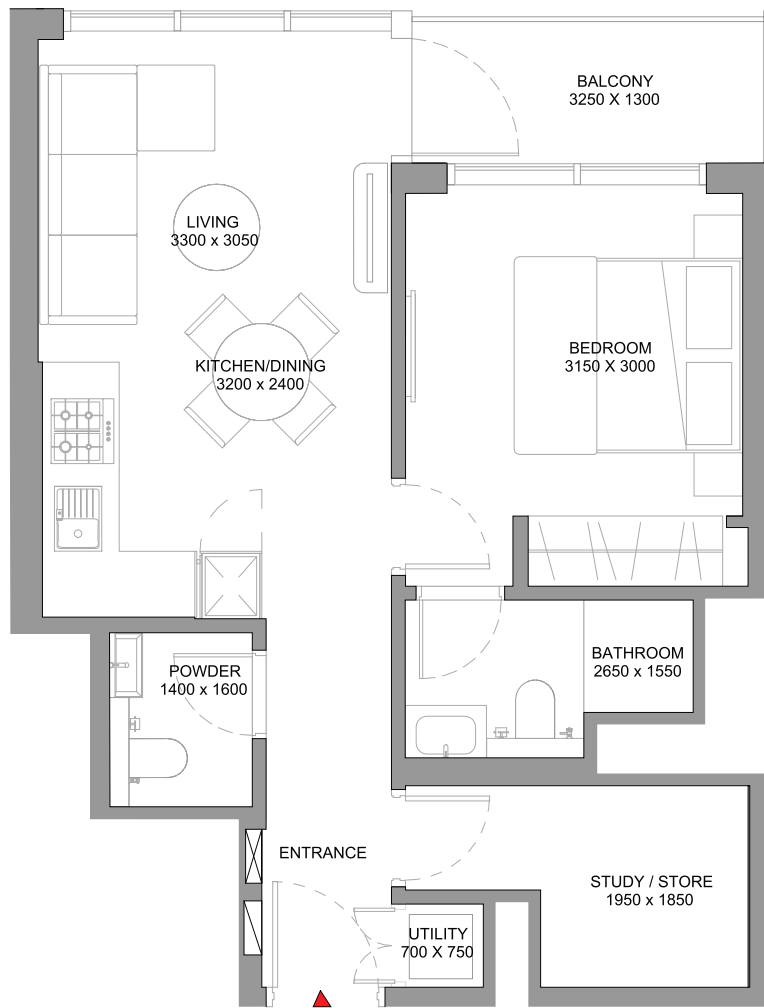 BALCONY
3250 X 1300
LIVING
3300 x 3050
KITCHEN/DINING
3200 x 2400
BEDROOM
3150 X 3000
BATHROOM
2650 x 1550
POWDER
1400 x 1600
ENTRANCE
STUDY / STORE
1950 x 1850
UTILITY
700 X 750